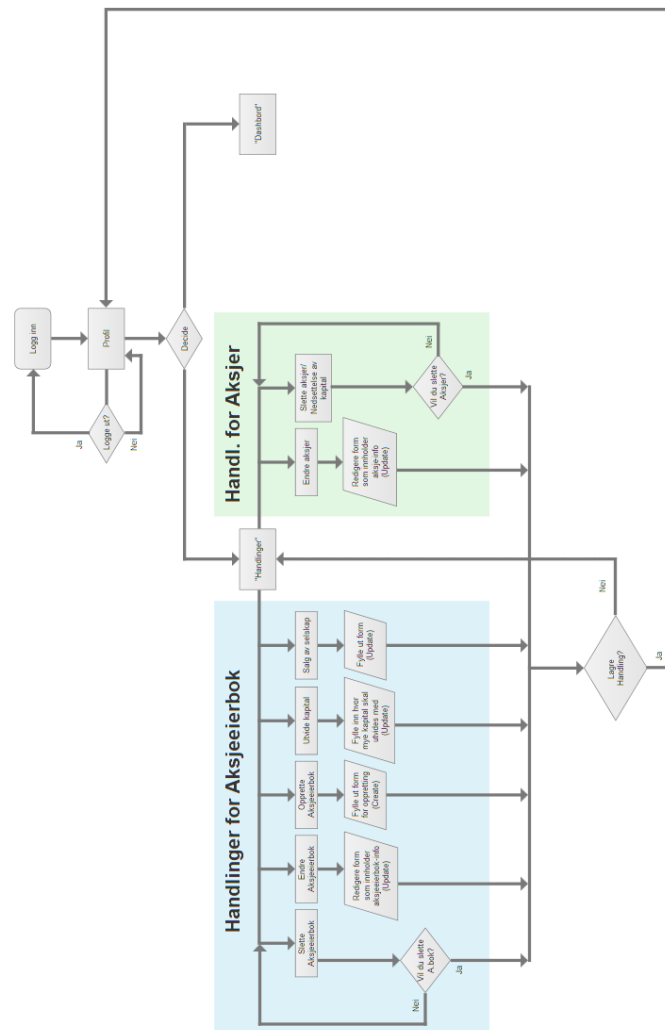 Logg inn
Profil
Logge ut?
Ja
Nei
Decide
"Dashbord"
"Handlinger"
Handlinger for Aksjeeierbok
Slette
Aksjeeierbok
Endre
Aksjeeierbok
Opprette
Aksjeeierbok
Utvide kapital
Salg av selskap
Vil du slette
A.bok?
Nei
Ja
Redigere form
som innholder
aksjeeierbok-info
(Update)
Fylle ut form
for oppretting
(Create)
Fylle inn hvor
mye kapital skal
utvides med
(Update)
Fylle ut form
(Update)
Handl. for Aksjer
Endre aksjer
Slette aksjer/
Nedsettelse av
kapital
Redigere form
som innholder
aksje-info
(Update)
Vil du slette
Aksjer?
Nei
Ja
Lagre
Handling?
Nei
Ja